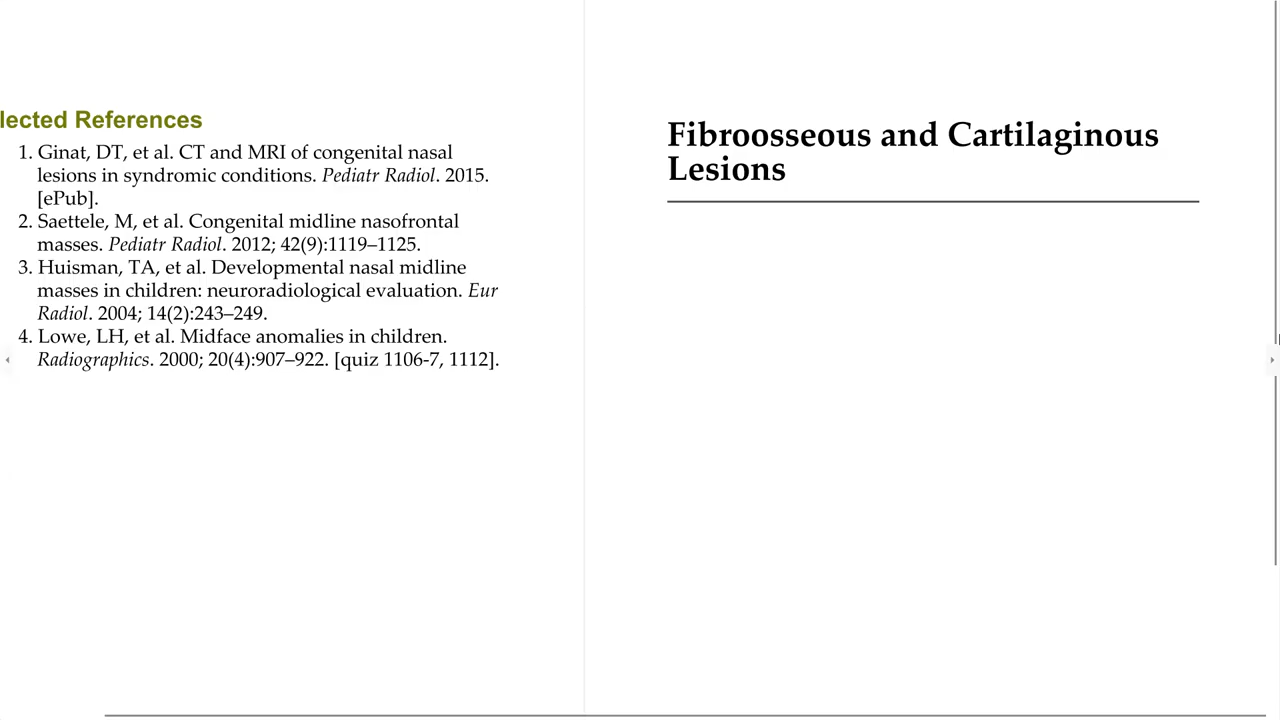 lected References
1. Ginat, DT, et al. CT and MRI of congenital nasal
lesions in syndromic conditions. Pediatr Radiol. 2015.
[ePub].
2. Saettele, M, et al. Congenital midline nasofrontal
masses. Pediatr Radiol. 2012; 42(9):1119–1125.
3. Huisman, TA, et al. Developmental nasal midline
masses in children: neuroradiological evaluation. Eur
Radiol. 2004; 14(2):243–249.
4. Lowe, LH, et al. Midface anomalies in children.
Radiographics. 2000; 20(4):907–922. [quiz 1106-7, 1112].
Fibroosseous and Cartilaginous
Lesions